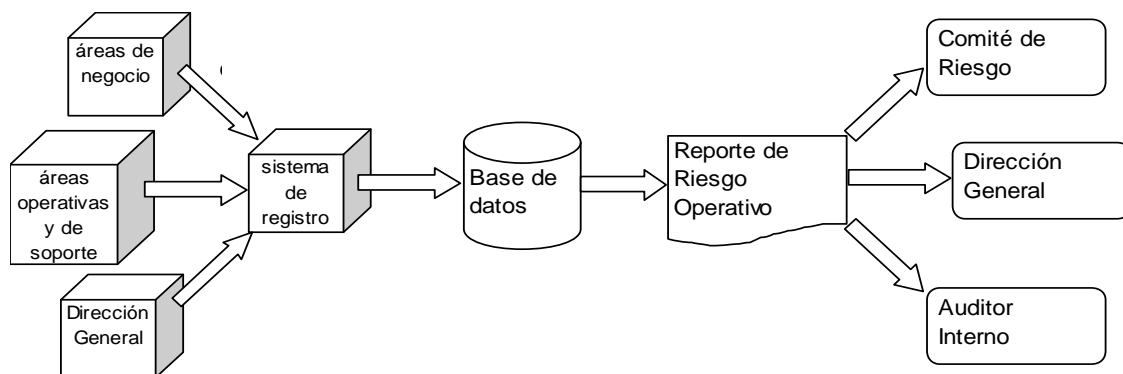 áreas de
negocio
áreas
operativas
y de
soporte
Dirección
General
sistema
de
registro
Base de
datos
Reporte de
Riesgo
Operativo
Comité de
Riesgo
Dirección
General
Auditor
Interno